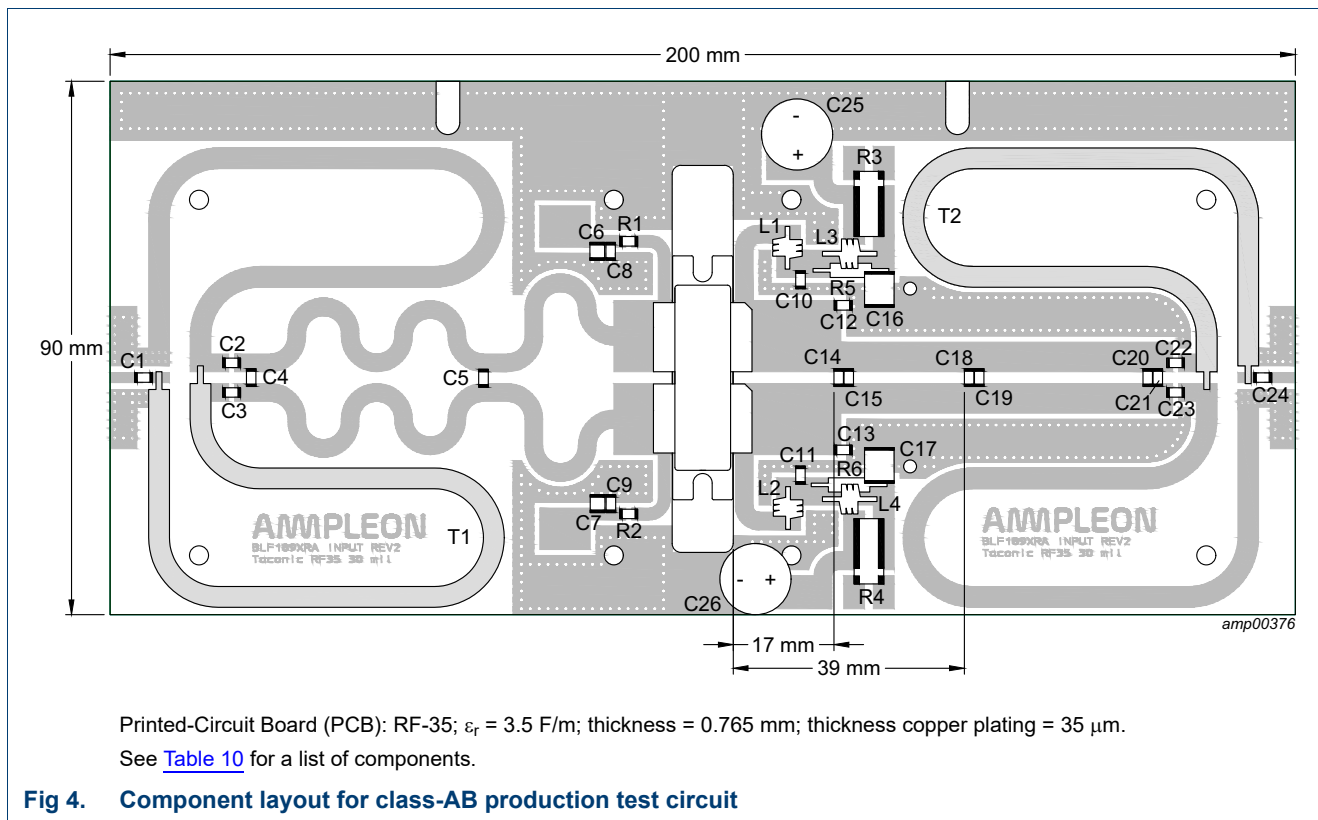 200 mm
C25
R3
T2
L1
L3
C6
R1
C8
R5
C10
C12
C16
90 mm
C1
C2
C4
C3
C5
C14
C15
C18
C19
C20
C22
C21
C23
C24
C13
C11
C17
R6
L2
L4
C9
C7
R2
T1
AMPLEON
BLF189XRA INPUT REV2
Taconic RF35 30 mil
AMPLEON
BLF189XRA INPUT REV2
Taconic RF35 30 mil
C26
R4
amp00376
17 mm
39 mm
Printed-Circuit Board (PCB): RF-35; εr = 3.5 F/m; thickness = 0.765 mm; thickness copper plating = 35 μm.
See Table 10 for a list of components.
Fig 4. Component layout for class-AB production test circuit